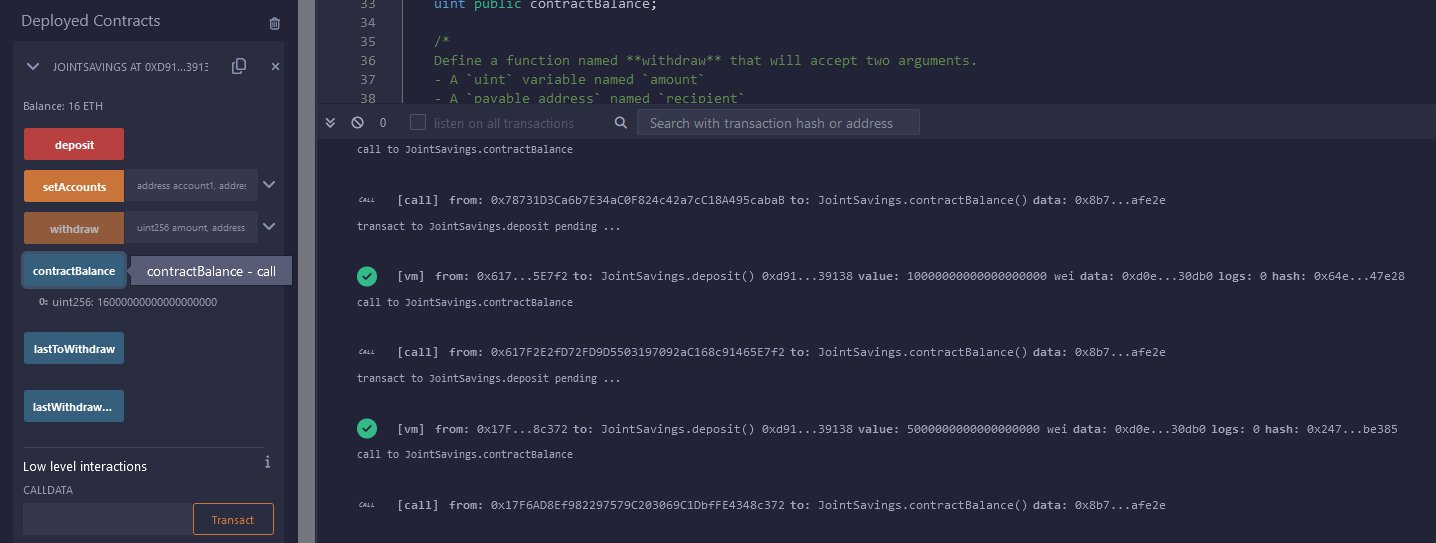 Deployed Contracts
JOINTSAVINGS AT 0XD91...3913
Balance: 16 ETH
deposit
setAccounts address account1, addres
withdraw uint256 amount, address
contractBalance contractBalance - call
0: uint256: 16000000000000000000
lastToWithdraw
lastWithdraw...
Low level interactions
i
CALLDATA
Transact
33 uint public contractBalance;
34
35 /*
36 Define a function named **withdraw** that will accept two arguments.
37 - A `uint` variable named `amount`
38 - A `payable address` named `recipient`
0 listen on all transactions Search with transaction hash or address
call to JointSavings.contractBalance
CALL [call] from: 0x78731D3Ca6b7E34aC0F824c42a7cC18A495cabaB to: JointSavings.contractBalance() data: 0x8b7...afe2e
transact to JointSavings.deposit pending ...
[vm] from: 0x617...5E7f2 to: JointSavings.deposit() 0xd91...39138 value: 10000000000000000000 wei data: 0xd0e...30db0 logs: 0 hash: 0x64e...47e28
call to JointSavings.contractBalance
CALL [call] from: 0x617F2E2fD72FD9D5503197092aC168c91465E7f2 to: JointSavings.contractBalance() data: 0x8b7...afe2e
transact to JointSavings.deposit pending ...
[vm] from: 0x17F...8c372 to: JointSavings.deposit() 0xd91...39138 value: 5000000000000000000 wei data: 0xd0e...30db0 logs: 0 hash: 0x247...be385
call to JointSavings.contractBalance
CALL [call] from: 0x17F6AD8Ef982297579C203069C1DbfFE4348c372 to: JointSavings.contractBalance() data: 0x8b7...afe2e